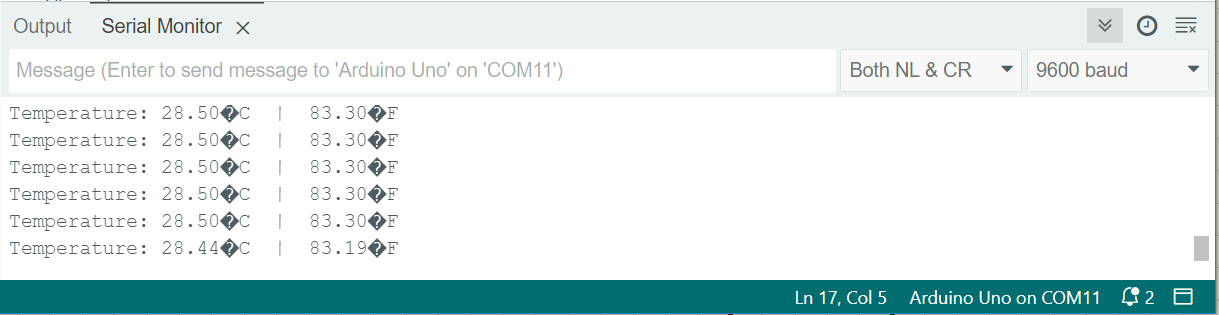 Output Serial Monitor
Message (Enter to send message to 'Arduino Uno' on 'COM11') Both NL & CR 9600 baud
Temperature: 28.50�C | 83.30�F
Temperature: 28.50�C | 83.30�F
Temperature: 28.50�C | 83.30�F
Temperature: 28.50�C | 83.30�F
Temperature: 28.50�C | 83.30�F
Temperature: 28.44�C | 83.19�F
Ln 17, Col 5 Arduino Uno on COM11 2